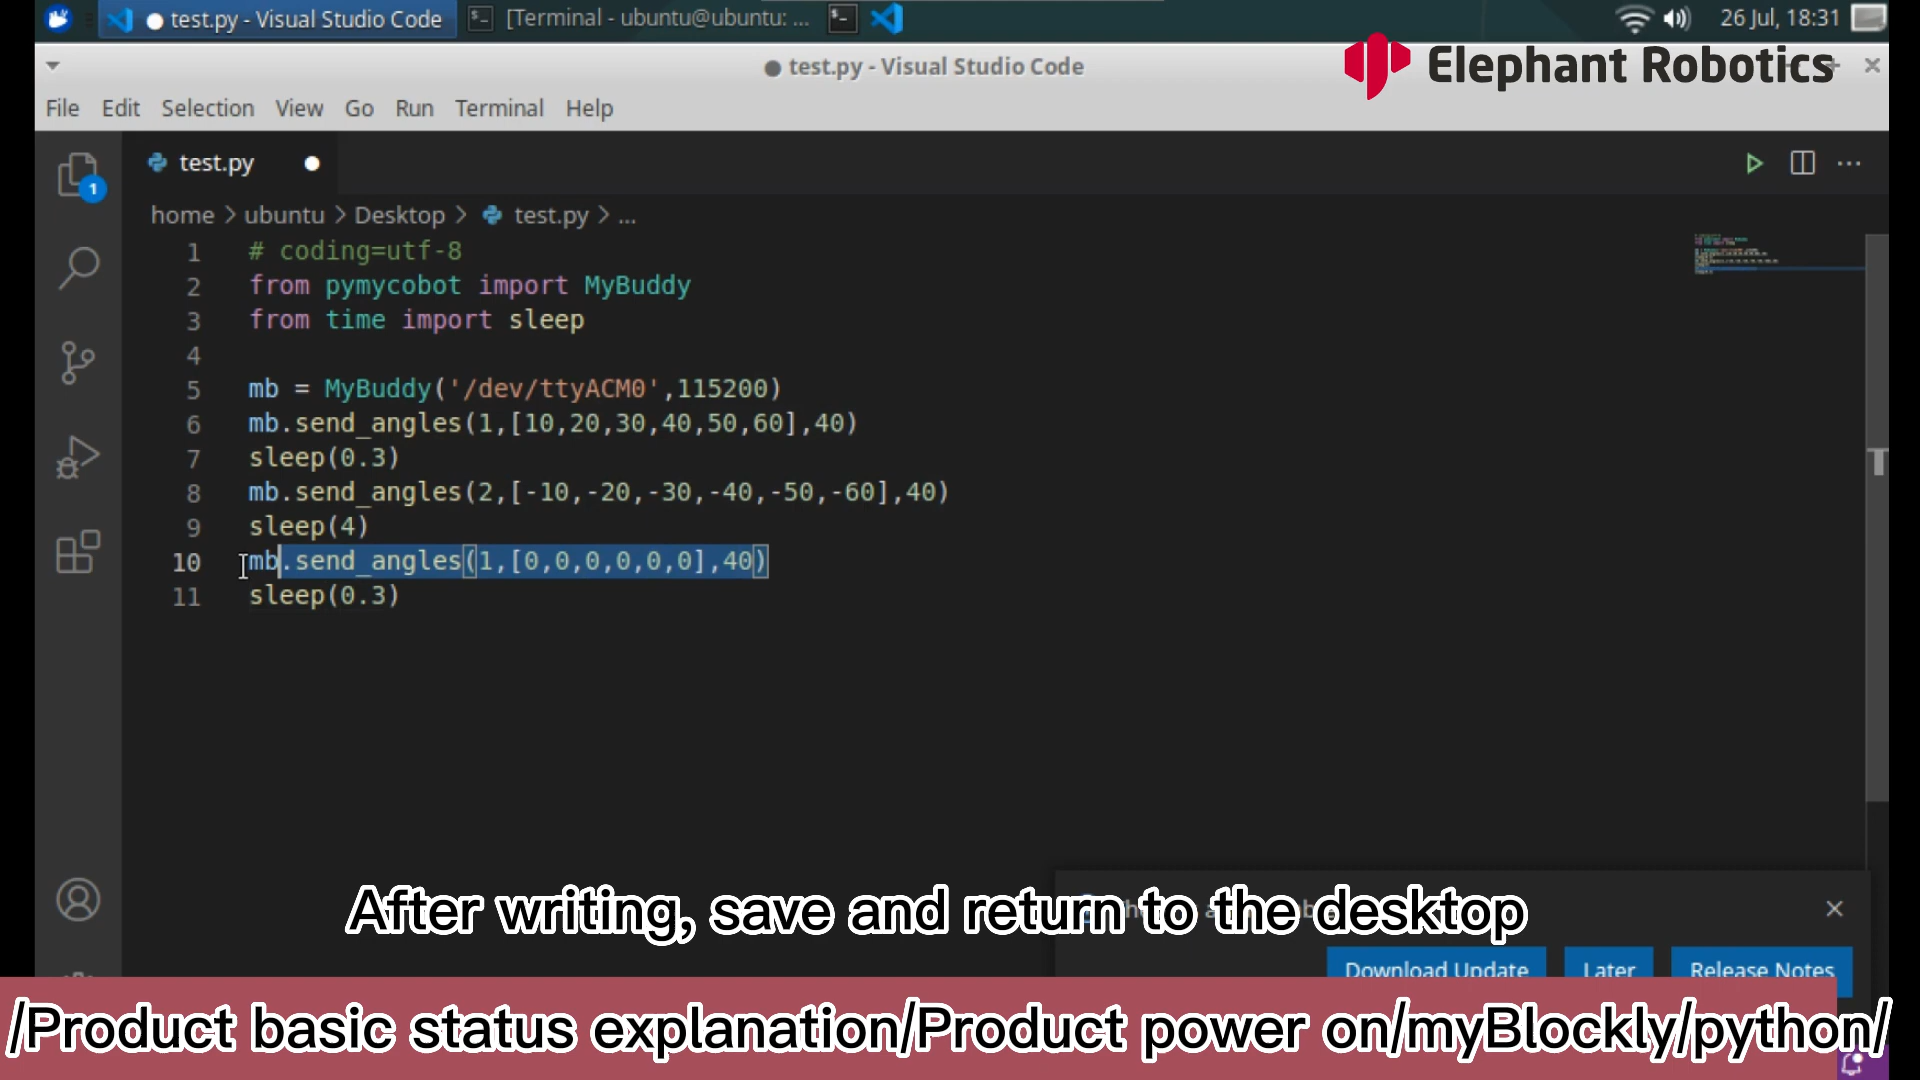 test.py - Visual Studio Code
[Terminal - ubuntu@ubuntu: ...
26 Jul, 18:31
test.py - Visual Studio Code
Elephant Robotics
File Edit Selection View Go Run Terminal Help
1
test.py
home > ubuntu > Desktop > test.py > ...
1 # coding=utf-8
2 from pymycobot import MyBuddy
3 from time import sleep
4
5 mb = MyBuddy('/dev/ttyACM0',115200)
6 mb.send_angles(1,[10,20,30,40,50,60],40)
7 sleep(0.3)
8 mb.send_angles(2,[-10,-20,-30,-40,-50,-60],40)
9 sleep(4)
10 mb.send_angles(1,[0,0,0,0,0,0],40)
11 sleep(0.3)
After writing, save and return to the desktop
Download Update Later Release Notes
/Product basic status explanation/Product power on/myBlockly/python/